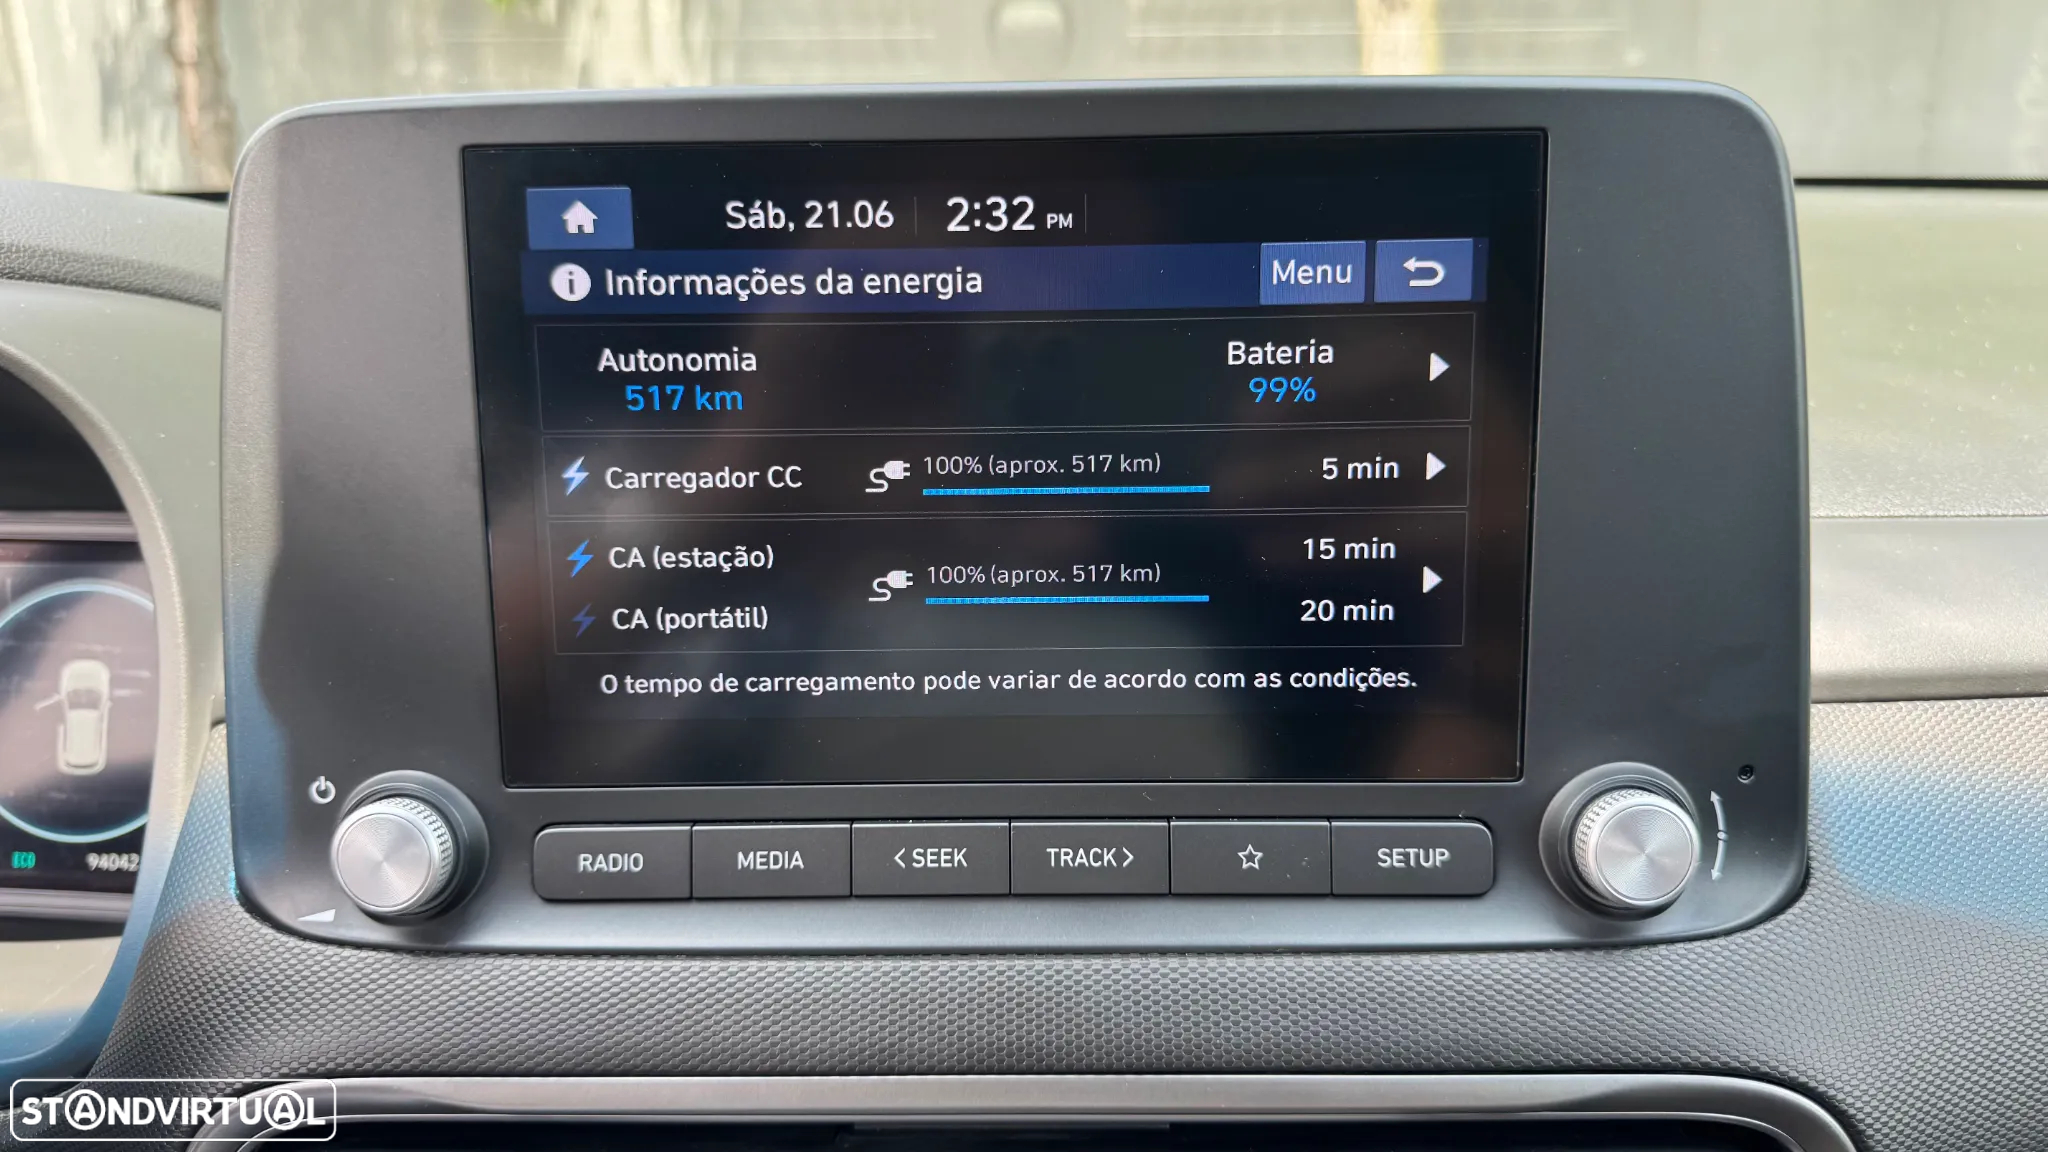 Sáb, 21.06 2:32 PM
Informações da energia Menu
Autonomia Bateria
517 km 99%
Carregador CC 100% (aprox. 517 km) 5 min
CA (estação) 15 min
100% (aprox. 517 km)
CA (portátil) 20 min
O tempo de carregamento pode variar de acordo com as condições.
RADIO MEDIA < SEEK TRACK > SETUP
ECO 94042
STANDVIRTUAL